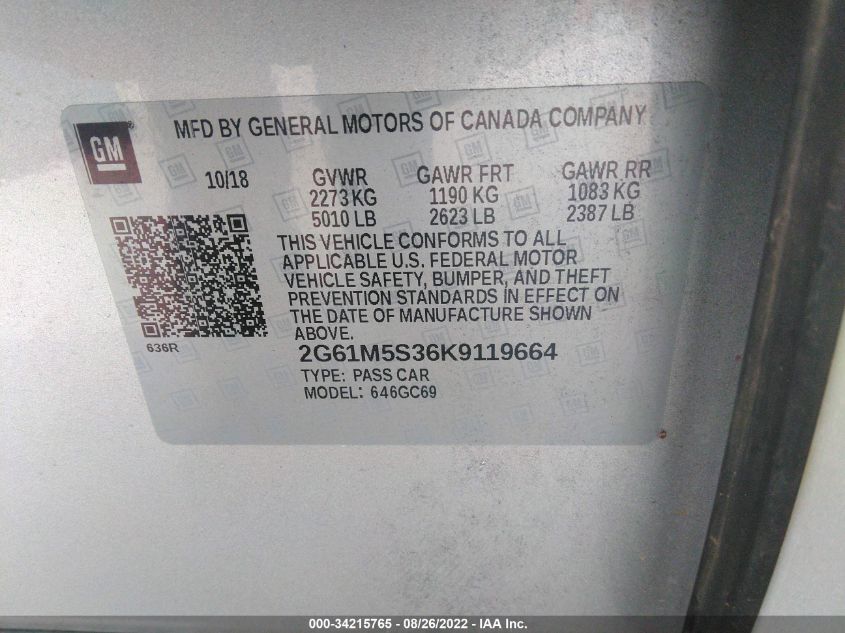 GM
MFD BY GENERAL MOTORS OF CANADA COMPANY
10/18 GVWR GAWR FRT GAWR RR
2273 KG 1190 KG 1083 KG
5010 LB 2623 LB 2387 LB
THIS VEHICLE CONFORMS TO ALL
APPLICABLE U.S. FEDERAL MOTOR
VEHICLE SAFETY, BUMPER, AND THEFT
PREVENTION STANDARDS IN EFFECT ON
THE DATE OF MANUFACTURE SHOWN
ABOVE.
636R
2G61M5S36K9119664
TYPE: PASS CAR
MODEL: 646GC69
000-34215765 - 08/26/2022 - IAA Inc.